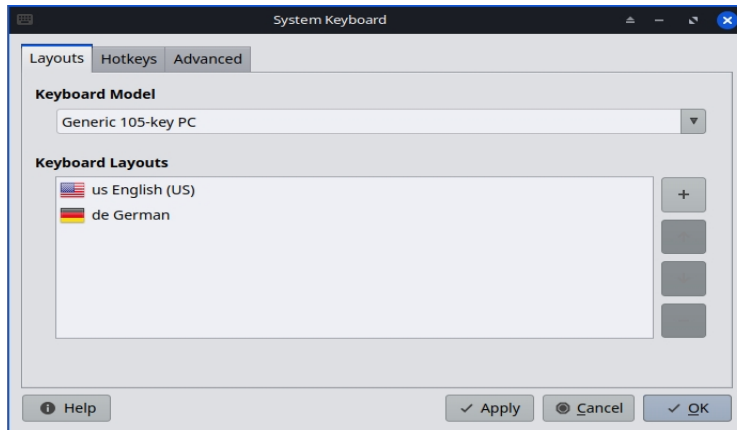 System Keyboard
Layouts Hotkeys Advanced
Keyboard Model
Generic 105-key PC
Keyboard Layouts
us English (US)
de German
+
Help Apply Cancel OK